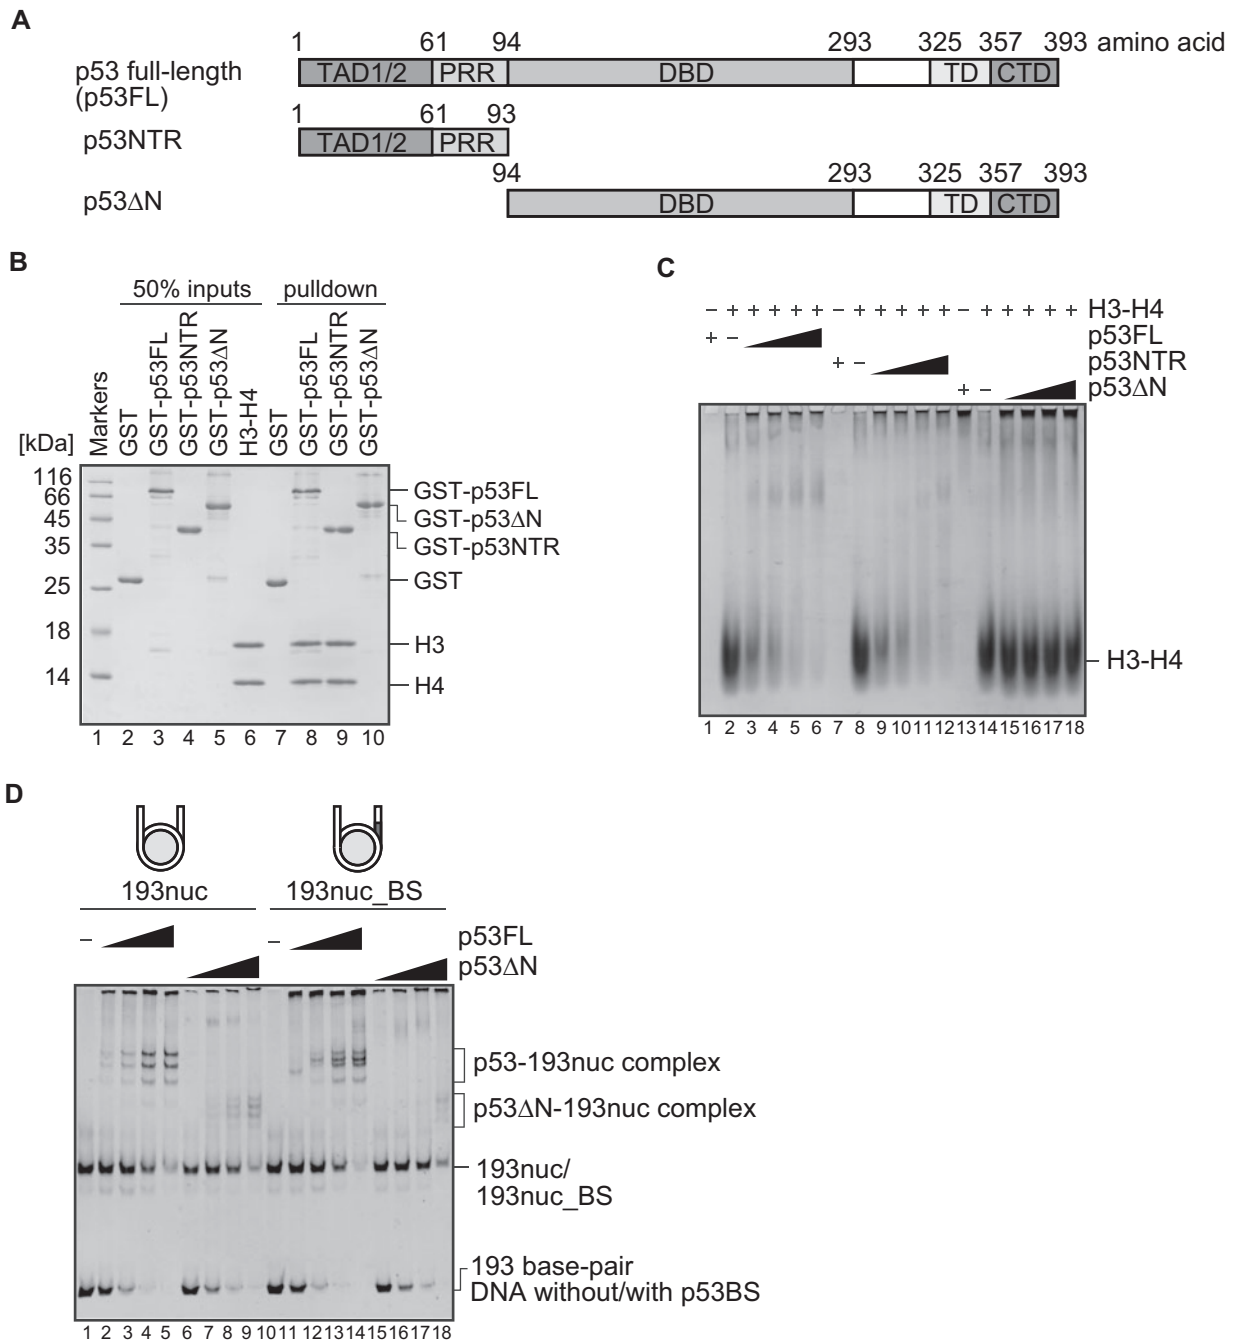 A
1 61 94 293 325 357 393 amino acid
p53 full-length
(p53FL)
TAD1/2 PRR DBD TD CTD
1 61 93
p53NTR
TAD1/2 PRR
94 293 325 357 393
p53ΔN
DBD TD CTD
B
50% inputs pulldown
[kDa]
Markers
GST
GST-p53FL
GST-p53NTR
GST-p53ΔN
H3-H4
GST
GST-p53FL
GST-p53NTR
GST-p53ΔN
116
66
45
35
25
18
14
GST-p53FL
GST-p53ΔN
GST-p53NTR
GST
H3
H4
1 2 3 4 5 6 7 8 9 10
C
− + + + + + − + + + + + − + + + + + H3-H4
+ − p53FL
+ − p53NTR
+ − p53ΔN
H3-H4
1 2 3 4 5 6 7 8 9 10 11 12 13 14 15 16 17 18
D
193nuc 193nuc_BS
− − p53FL
p53ΔN
p53-193nuc complex
p53ΔN-193nuc complex
193nuc/
193nuc_BS
193 base-pair
DNA without/with p53BS
1 2 3 4 5 6 7 8 9 10 11 12 13 14 15 16 17 18